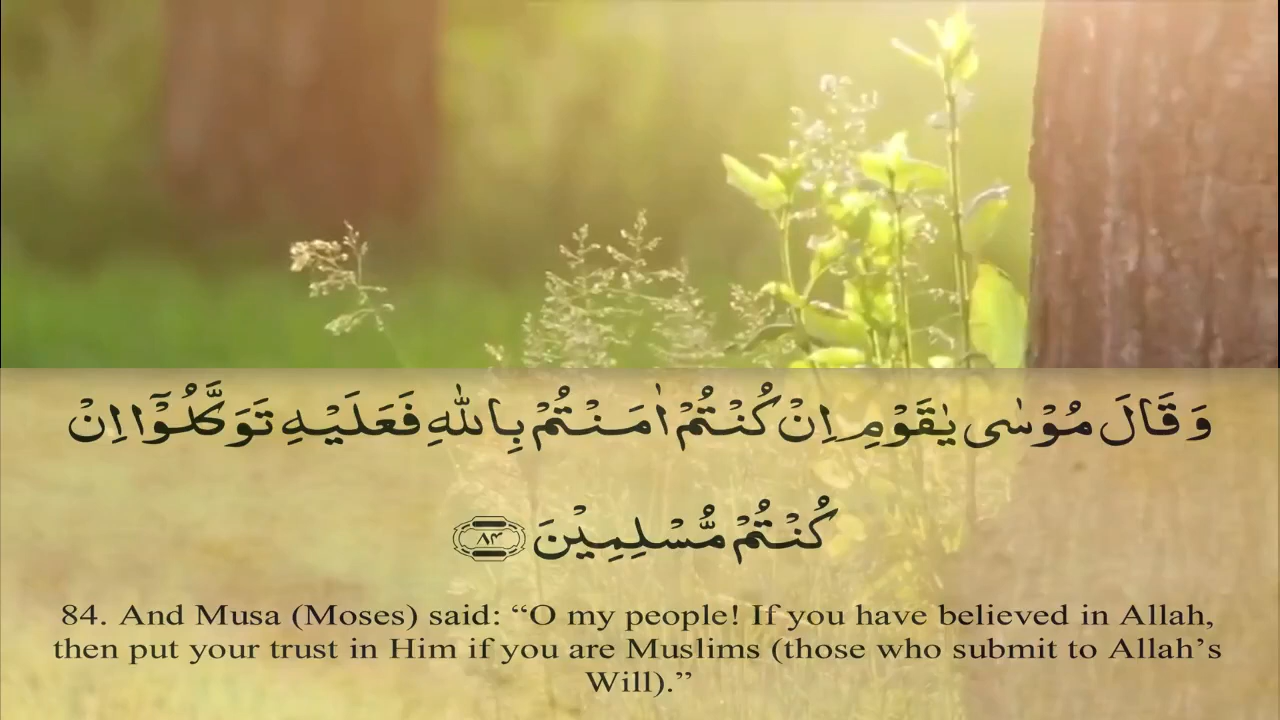 وَ قَالَ مُوْسٰى يٰقَوْمِ اِنْ كُنْتُمْ اٰمَنْتُمْ بِاللّٰهِ فَعَلَيْهِ تَوَكَّلُوْۤا اِنْ
كُنْتُمْ مُّسْلِمِيْنَ ۸۴
84. And Musa (Moses) said: “O my people! If you have believed in Allah,
then put your trust in Him if you are Muslims (those who submit to Allah’s
Will).”